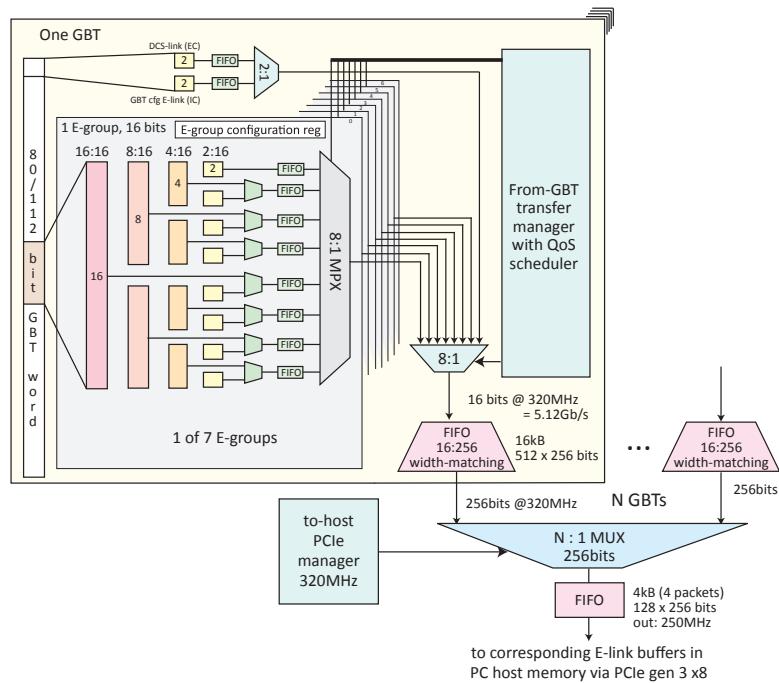 One GBT
DCS-link (EC)
2
FIFO
2
FIFO
GBT cfg E-link (IC)
2:1
80/112
bit
GBT word
1 E-group, 16 bits
E-group configuration reg
16:16
8:16
4:16
2:16
16
8
4
2
FIFO
FIFO
FIFO
FIFO
FIFO
FIFO
FIFO
FIFO
8:1 MPX
6
5
4
3
2
1
0
1 of 7 E-groups
From-GBT
transfer
manager
with QoS
scheduler
8:1
16 bits @ 320MHz
= 5.12Gb/s
FIFO
16:256
width-matching
16kB
512 x 256 bits
...
FIFO
16:256
width-matching
256bits @320MHz
N GBTs
256bits
to-host
PCIe
manager
320MHz
N : 1 MUX
256bits
FIFO
4kB (4 packets)
128 x 256 bits
out: 250MHz
to corresponding E-link buffers in
PC host memory via PCIe gen 3 x8